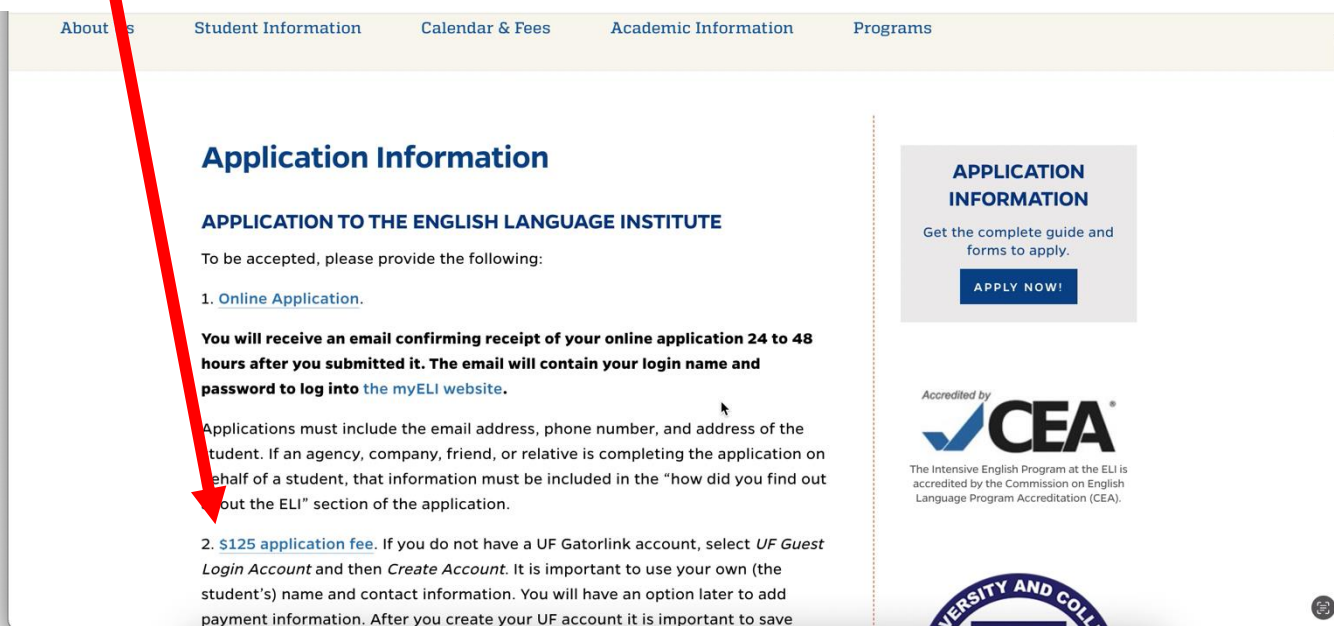 About Us
Student Information
Calendar & Fees
Academic Information
Programs
Application Information
APPLICATION TO THE ENGLISH LANGUAGE INSTITUTE
To be accepted, please provide the following:
1. Online Application.
You will receive an email confirming receipt of your online application 24 to 48
hours after you submitted it. The email will contain your login name and
password to log into the myELI website.
Applications must include the email address, phone number, and address of the
student. If an agency, company, friend, or relative is completing the application on
behalf of a student, that information must be included in the “how did you find out
about the ELI” section of the application.
2. $125 application fee. If you do not have a UF Gatorlink account, select UF Guest
Login Account and then Create Account. It is important to use your own (the
student’s) name and contact information. You will have an option later to add
payment information. After you create your UF account it is important to save
APPLICATION
INFORMATION
Get the complete guide and
forms to apply.
APPLY NOW!
Accredited by
CEA®
The Intensive English Program at the ELI is
accredited by the Commission on English
Language Program Accreditation (CEA).
AND